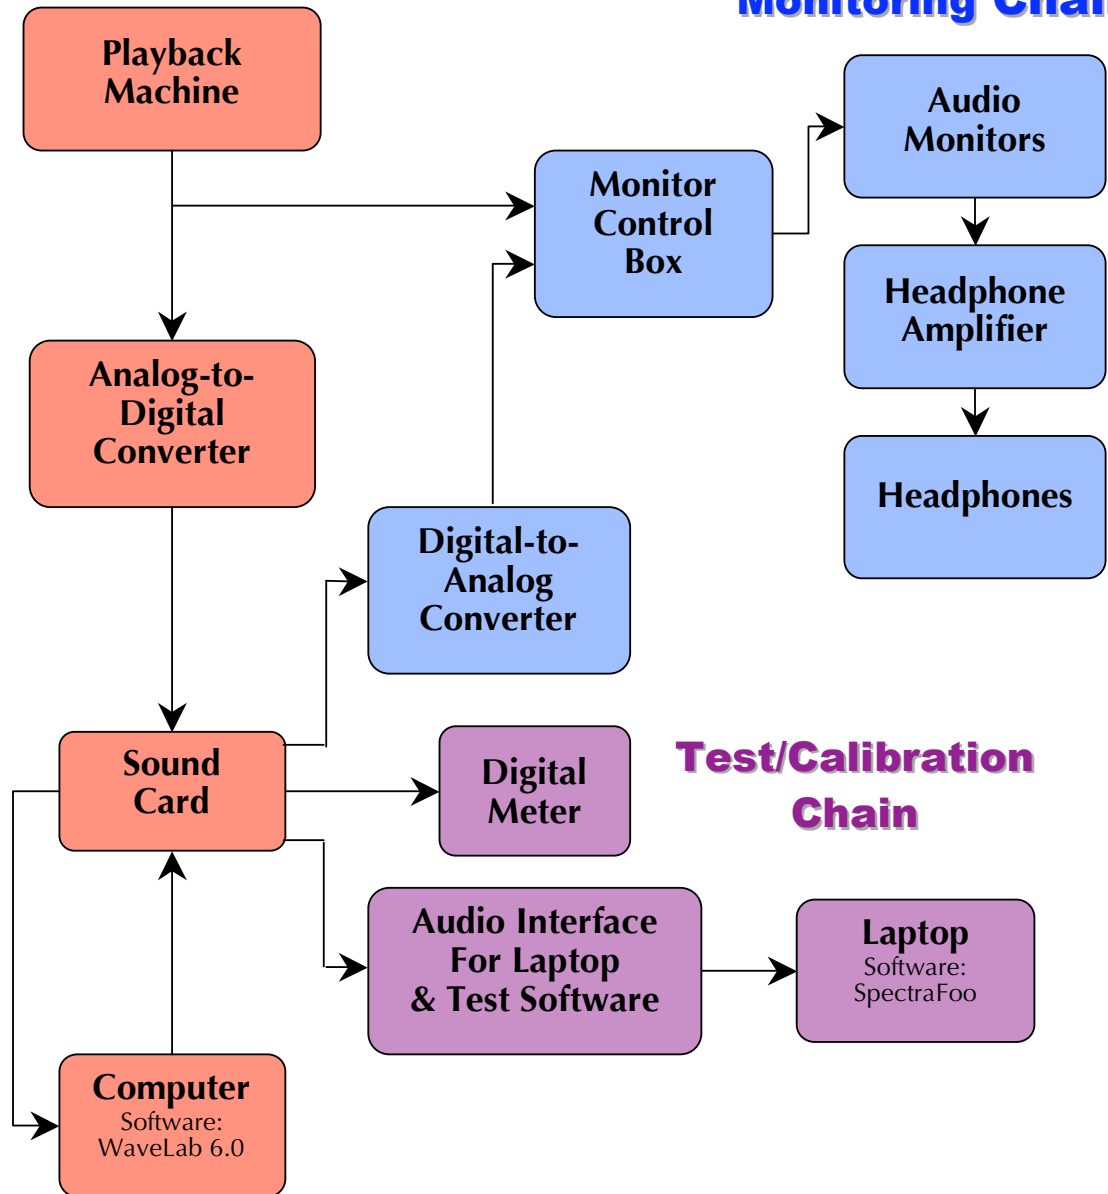 Monitoring Chai
Playback
Machine
Audio
Monitors
Monitor
Control
Box
Headphone
Amplifier
Analog-to-
Digital
Converter
Headphones
Digital-to-
Analog
Converter
Sound
Card
Digital
Meter
Test/Calibration
Chain
Audio Interface
For Laptop
& Test Software
Laptop
Software:
SpectraFoo
Computer
Software:
WaveLab 6.0